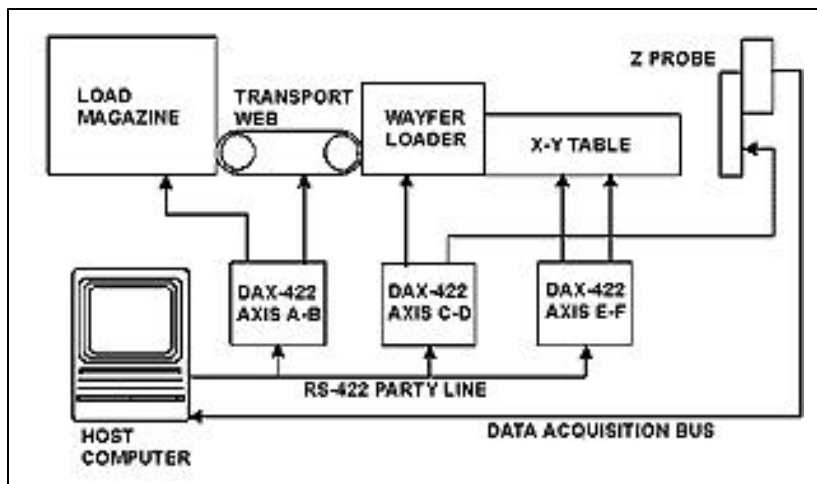 LOAD
MAGAZINE
TRANSPORT
WEB
WAYFER
LOADER
X-Y TABLE
Z PROBE
DAX-422
AXIS A-B
DAX-422
AXIS C-D
DAX-422
AXIS E-F
RS-422 PARTY LINE
HOST
COMPUTER
DATA ACQUISITION BUS